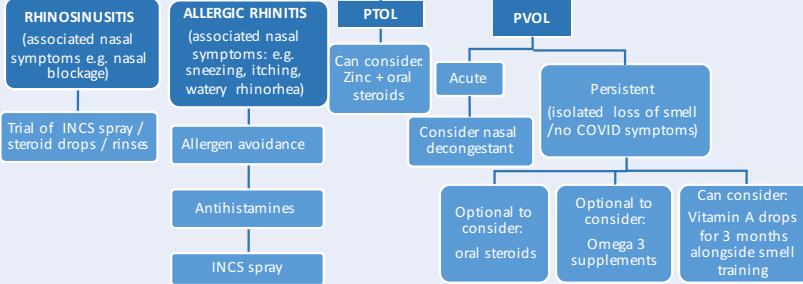 RHINOSINUSITIS
(associated nasal
symptoms e.g. nasal
blockage)
Trial of INCS spray /
steroid drops / rinses
ALLERGIC RHINITIS
(associated nasal
symptoms: e.g.
sneezing, itching,
watery rhinorhea)
Allergen avoidance
Antihistamines
INCS spray
PTOL
Can consider:
Zinc + oral
steroids
PVOL
Acute
Consider nasal
decongestant
Persistent
(isolated loss of smell
/no COVID symptoms)
Optional to
consider:
oral steroids
Optional to
consider:
Omega 3
supplements
Can consider:
Vitamin A drops
for 3 months
alongside smell
training